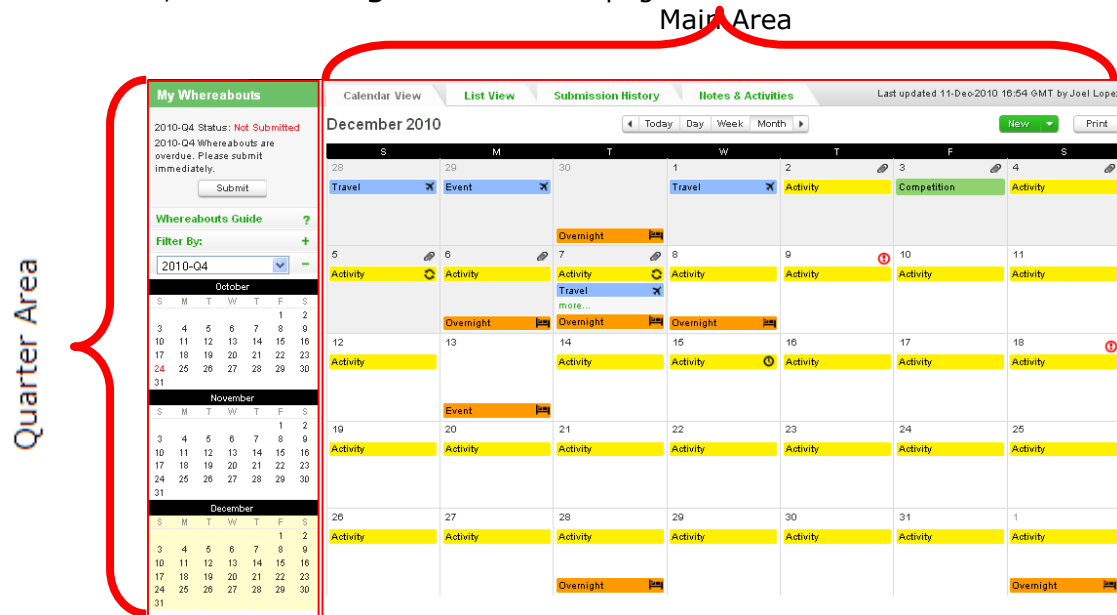 Main Area
Quarter Area
My Whereabouts
2010-Q4 Status: Not Submitted
2010-Q4 Whereabouts are
overdue. Please submit
immediately.
Submit
Whereabouts Guide ?
Filter By: +
2010-Q4 −
October
S M T W T F S
1 2
3 4 5 6 7 8 9
10 11 12 13 14 15 16
17 18 19 20 21 22 23
24 25 26 27 28 29 30
31
November
S M T W T F S
1 2
3 4 5 6 7 8 9
10 11 12 13 14 15 16
17 18 19 20 21 22 23
24 25 26 27 28 29 30
31
December
S M T W T F S
1 2
3 4 5 6 7 8 9
10 11 12 13 14 15 16
17 18 19 20 21 22 23
24 25 26 27 28 29 30
31
Calendar View List View Submission History Notes & Activities Last updated 11-Dec-2010 16:54 GMT by Joel Lopez
December 2010 Today Day Week Month New Print
S M T W T F S
28 29 30 1 2 3 4
Travel Event Travel Activity Competition Activity
Overnight
5 6 7 8 9 10 11
Activity Activity Activity Activity Activity Activity Activity
Travel
more...
Overnight Overnight Overnight
12 13 14 15 16 17 18
Activity Activity Activity Activity Activity Activity
Event
19 20 21 22 23 24 25
Activity Activity Activity Activity Activity Activity Activity
26 27 28 29 30 31 1
Activity Activity Activity Activity Activity Activity Activity
Overnight Overnight